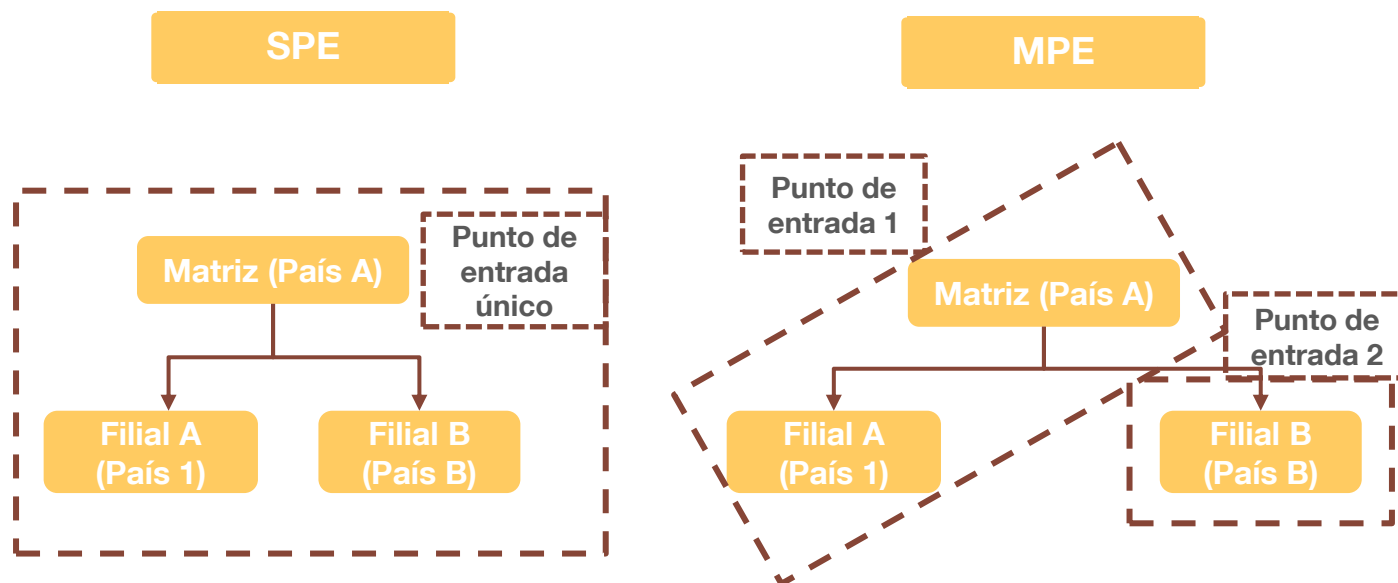 SPE
Punto de
entrada
único
Matriz (País A)
Filial A
(País 1)
Filial B
(País B)
MPE
Punto de
entrada 1
Matriz (País A)
Punto de
entrada 2
Filial A
(País 1)
Filial B
(País B)